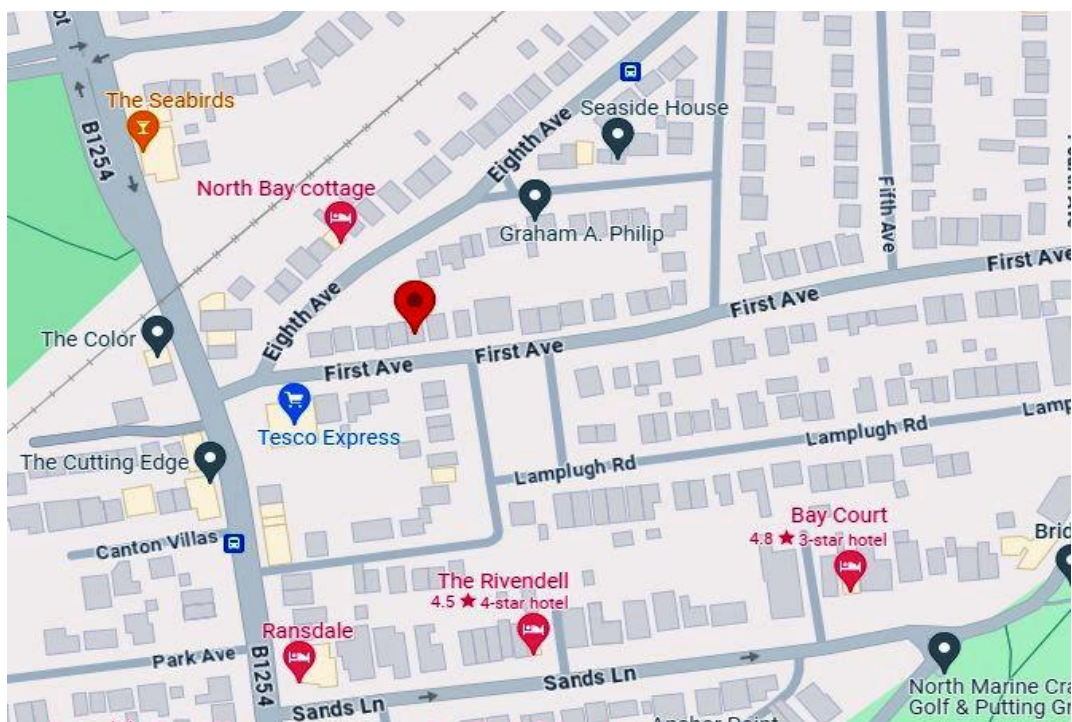 The Seabirds
B1254
Eighth Ave
Seaside House
North Bay cottage
Graham A. Philip
Fifth Ave
First Ave
First Ave
Eighth Ave
The Color
First Ave
First Ave
Tesco Express
Lamplugh Rd
Lamplugh Rd
The Cutting Edge
Bay Court
4.8 ★ 3-star hotel
Canton Villas
The Rivendell
4.5 ★ 4-star hotel
Ransdale
Park Ave
B1254
Sands Ln
Sands Ln
North Marine Cra
Golf & Putting Gr